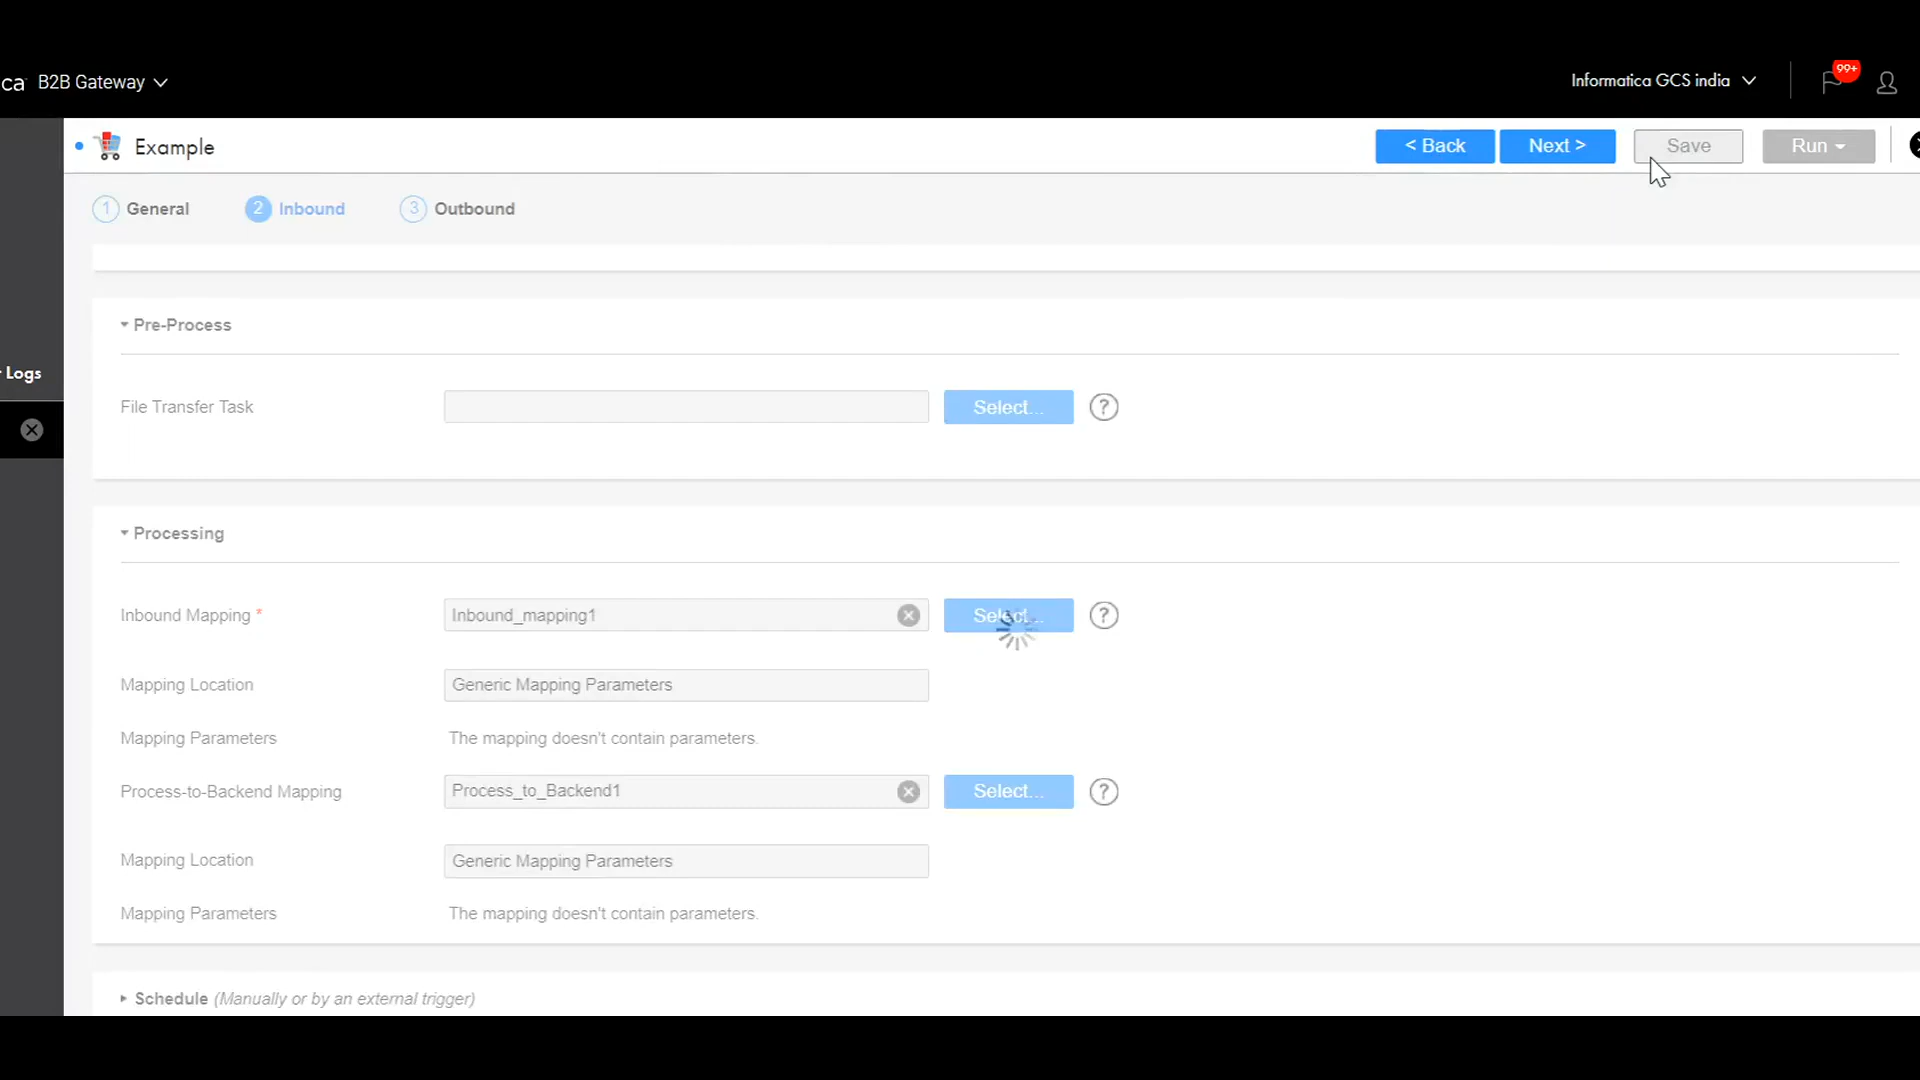 ca B2B Gateway
Informatica GCS india
99+
Example
< Back
Next >
Save
Run
1 General
2 Inbound
3 Outbound
Pre-Process
Logs
File Transfer Task
Select...
?
Processing
Inbound Mapping *
Inbound_mapping1
Select...
?
Mapping Location
Generic Mapping Parameters
Mapping Parameters
The mapping doesn't contain parameters.
Process-to-Backend Mapping
Process_to_Backend1
Select...
?
Mapping Location
Generic Mapping Parameters
Mapping Parameters
The mapping doesn't contain parameters.
Schedule (Manually or by an external trigger)